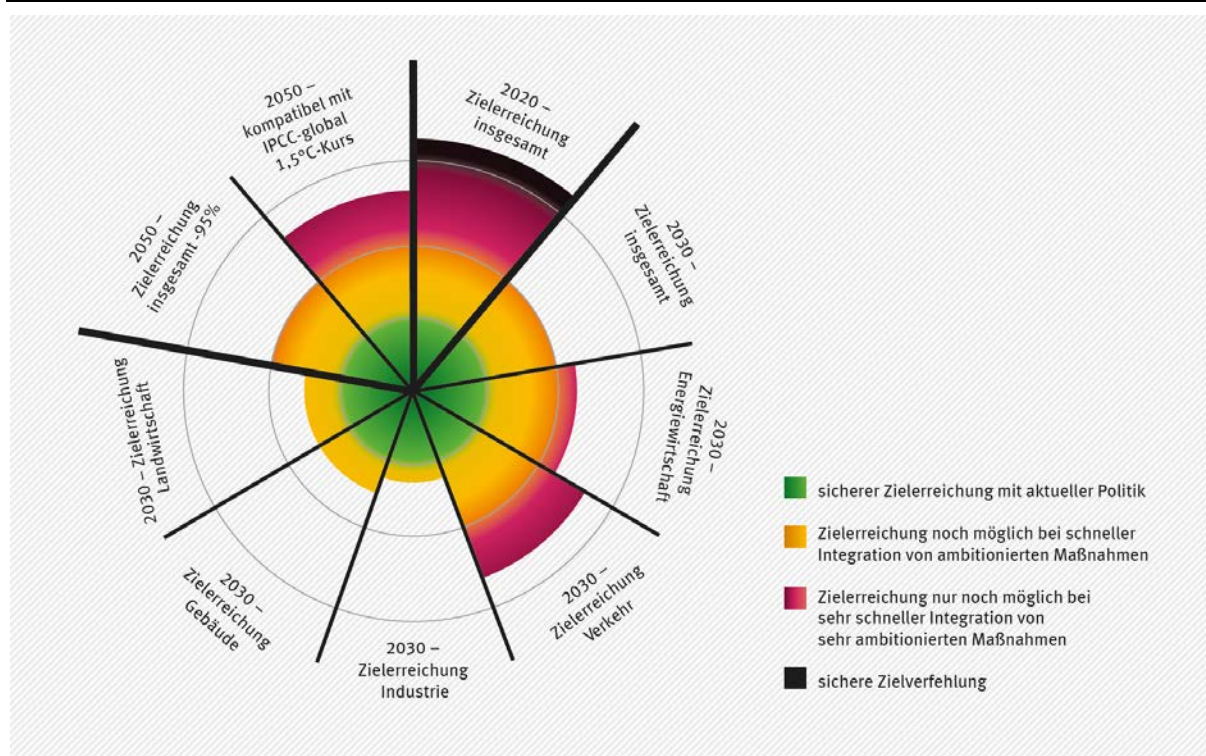 2050 –
kompatibel mit
IPCC-global
1,5°C-Kurs
2020 –
Zielerreichung
insgesamt
2030 –
Zielerreichung
insgesamt
2030 –
Zielerreichung
Energiewirtschaft
2030 –
Zielerreichung
Verkehr
2030 –
Zielerreichung
Industrie
2030 –
Zielerreichung
Gebäude
2030 – Zielerreichung
Landwirtschaft
2050 –
Zielerreichung
insgesamt -95%
sicherer Zielerreichung mit aktueller Politik
Zielerreichung noch möglich bei schneller
Integration von ambitionierten Maßnahmen
Zielerreichung nur noch möglich bei
sehr schneller Integration von
sehr ambitionierten Maßnahmen
sichere Zielverfehlung